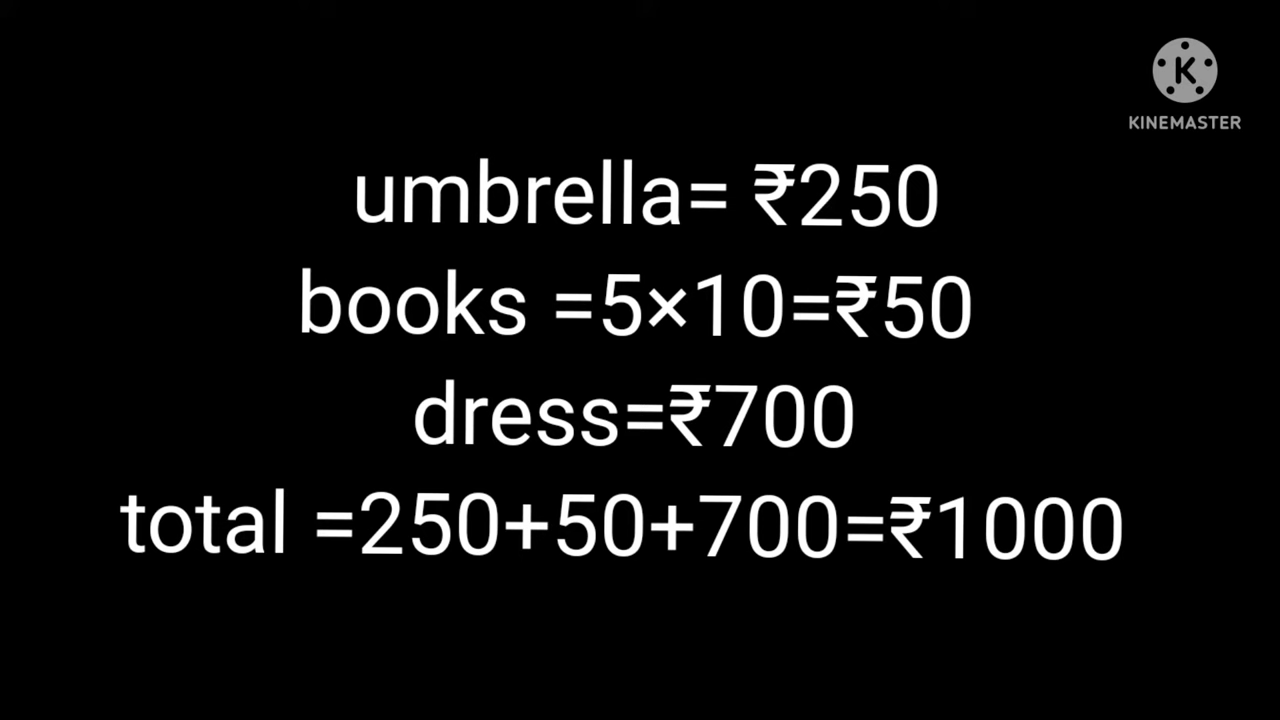 K
KINEMASTER
umbrella= ₹250
books =5×10=₹50
dress=₹700
total =250+50+700=₹1000